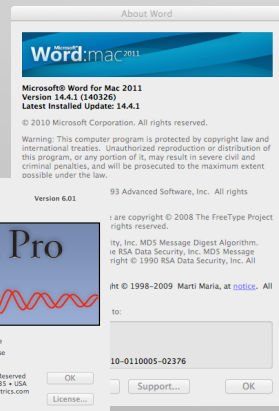 About Word
Microsoft®
Word:mac 2011
Microsoft® Word for Mac 2011
Version 14.4.1 (140326)
Latest Installed Update: 14.4.1
© 2010 Microsoft Corporation. All rights reserved.
Warning: This computer program is protected by copyright law and
international treaties. Unauthorized reproduction or distribution of
this program, or any portion of it, may result in severe civil and
criminal penalties, and will be prosecuted to the maximum extent
possible under the law.
93 Advanced Software, Inc. All rights
Version 6.01
are copyright © 2008 The FreeType Project
rights reserved.
ity, Inc. MD5 Message Digest Algorithm.
e RSA Data Security, Inc. MD5 Message
right © 1990 RSA Data Security, Inc. All
Pro
ht © 1998-2009 Marti Maria, at notice. All
to:
10-0110005-02376
Reserved
35 • USA
trics.com
OK
License...
Support...
OK